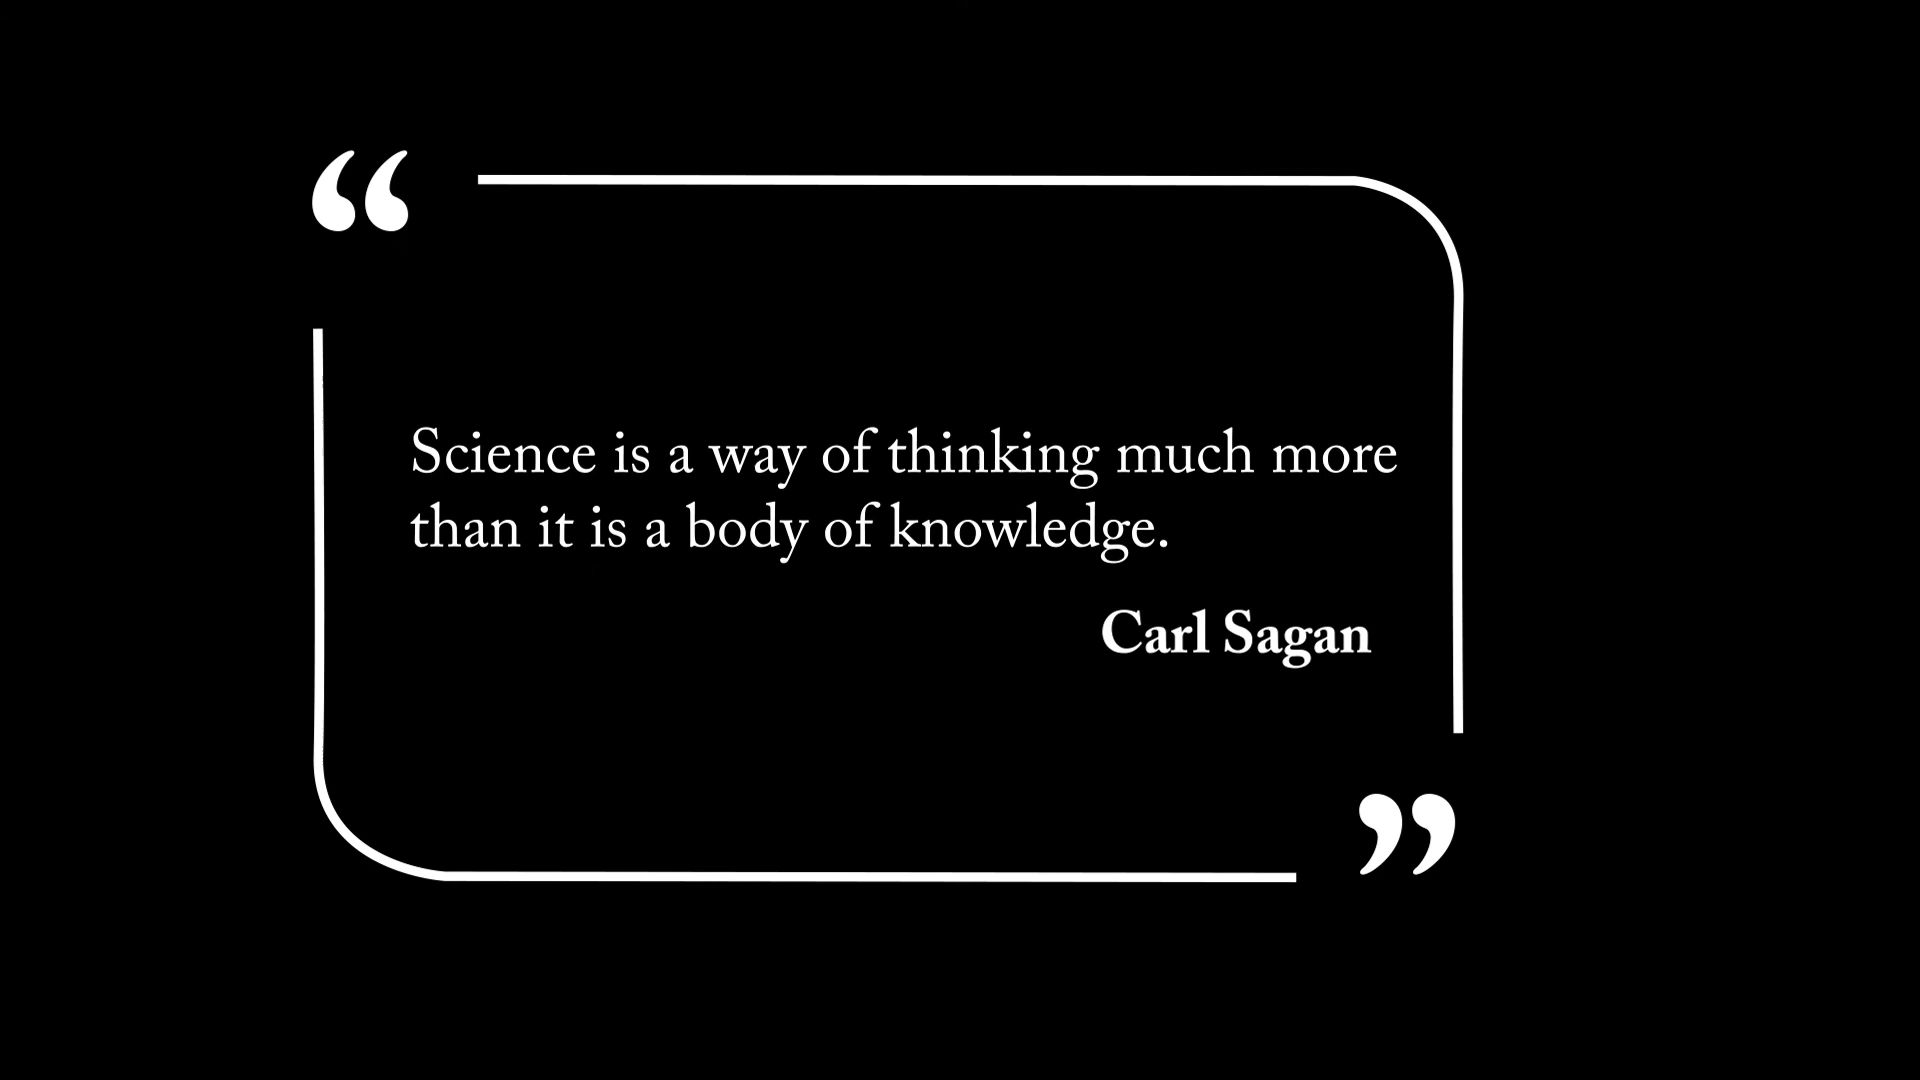 “
Science is a way of thinking much more
than it is a body of knowledge.
Carl Sagan
”